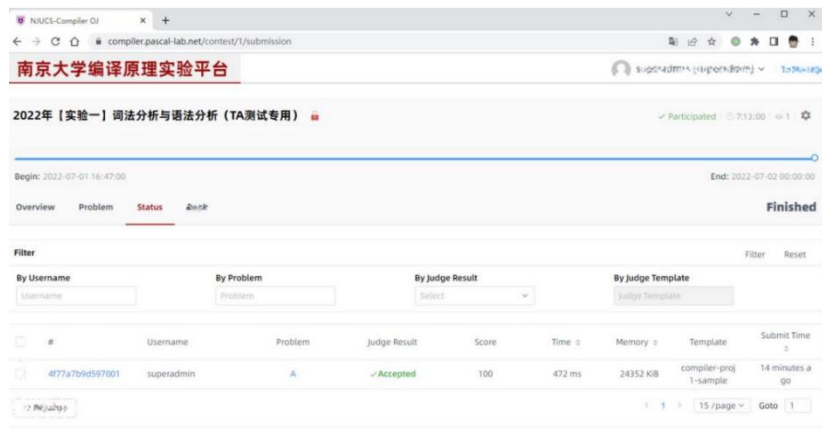 NJUCS-Compiler OJ
compiler.pascal-lab.net/contest/1/submission
南京大学编译原理实验平台
2022年【实验一】词法分析与语法分析（TA测试专用）
Participated 7:13:00 1
Begin: 2022-07-01 16:47:00 End: 2022-07-02 00:00:00
Overview Problem Status Rank Finished
Filter Filter Reset
By Username By Problem By Judge Result By Judge Template
Username Problem Select Judge Template
# Username Problem Judge Result Score Time Memory Template Submit Time
4f77a7b9d597001 superadmin A Accepted 100 472 ms 24352 KiB compiler-proj 14 minutes a
1-sample go
1 15 /page Goto 1